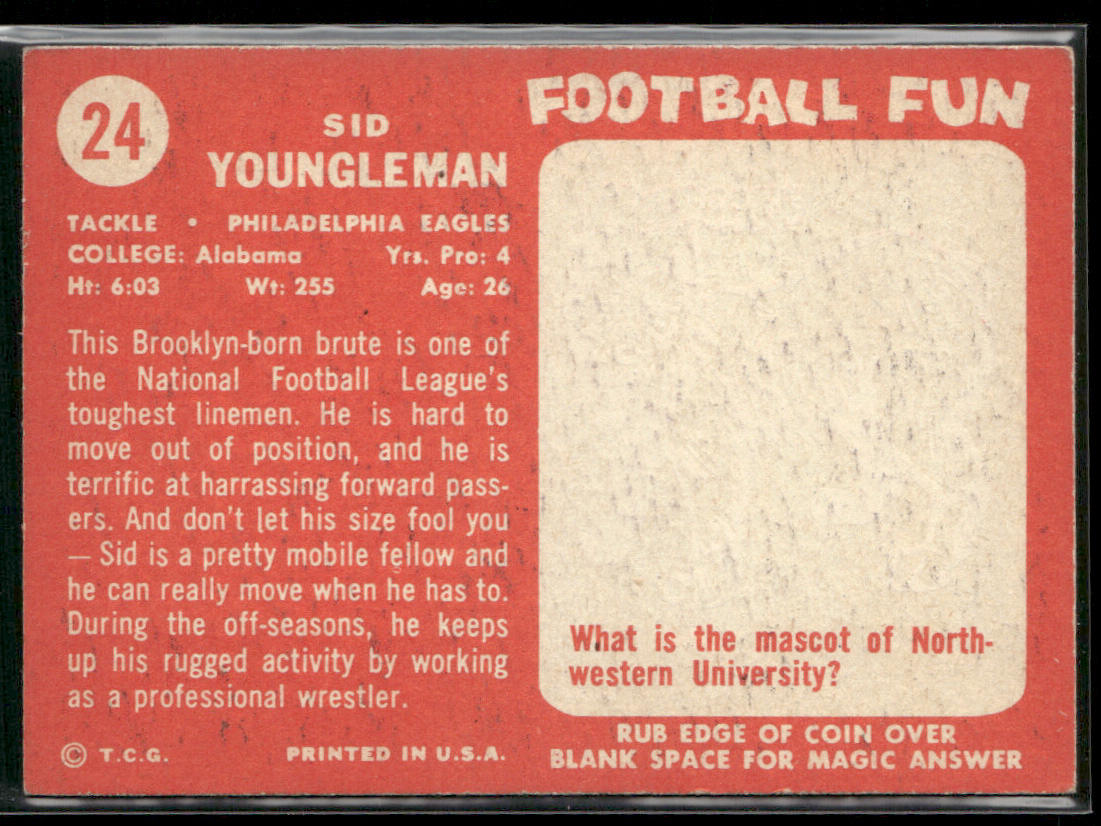 24
SID
YOUNGLEMAN
TACKLE • PHILADELPHIA EAGLES
COLLEGE: Alabama Yrs. Pro: 4
Ht: 6:03 Wt: 255 Age: 26
This Brooklyn-born brute is one of
the National Football League's
toughest linemen. He is hard to
move out of position, and he is
terrific at harrassing forward pass-
ers. And don't let his size fool you
— Sid is a pretty mobile fellow and
he can really move when he has to.
During the off-seasons, he keeps
up his rugged activity by working
as a professional wrestler.
© T.C.G. PRINTED IN U.S.A.
FOOTBALL FUN
What is the mascot of North-
western University?
RUB EDGE OF COIN OVER
BLANK SPACE FOR MAGIC ANSWER